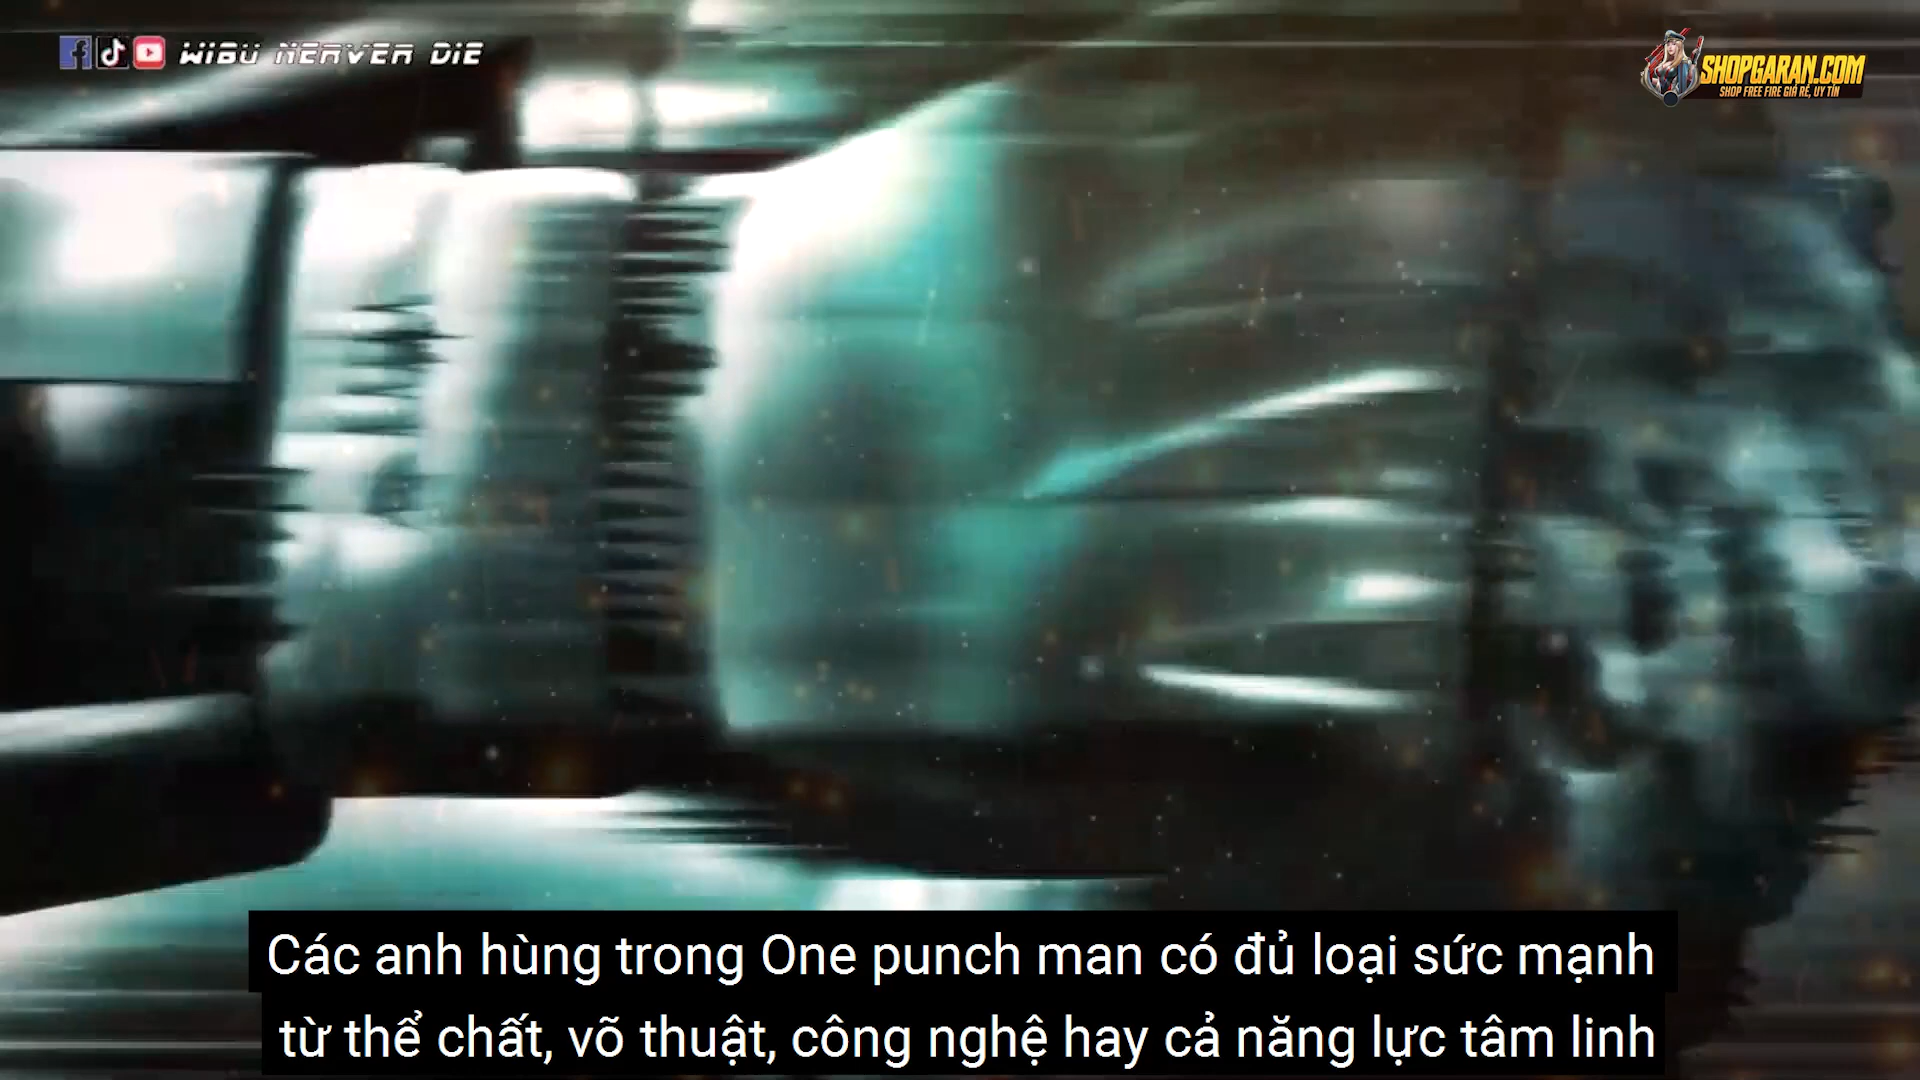 WIBU NERVER DIE
SHOPGARAN.COM
SHOP FREE FIRE GIÁ RẺ, UY TÍN
Các anh hùng trong One punch man có đủ loại sức mạnh
từ thể chất, võ thuật, công nghệ hay cả năng lực tâm linh